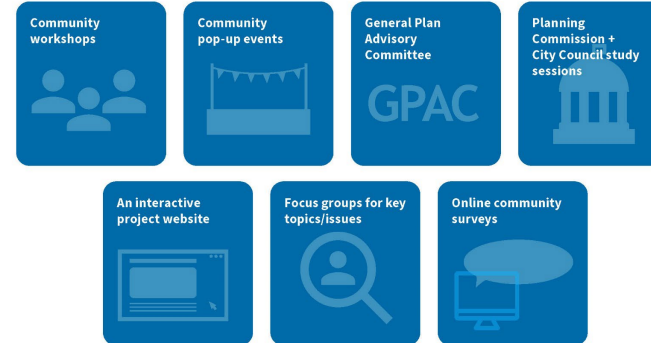 Community
workshops
Community
pop-up events
General Plan
Advisory
Committee
GPAC
Planning
Commission +
City Council study
sessions
An interactive
project website
Focus groups for key
topics/issues
Online community
surveys